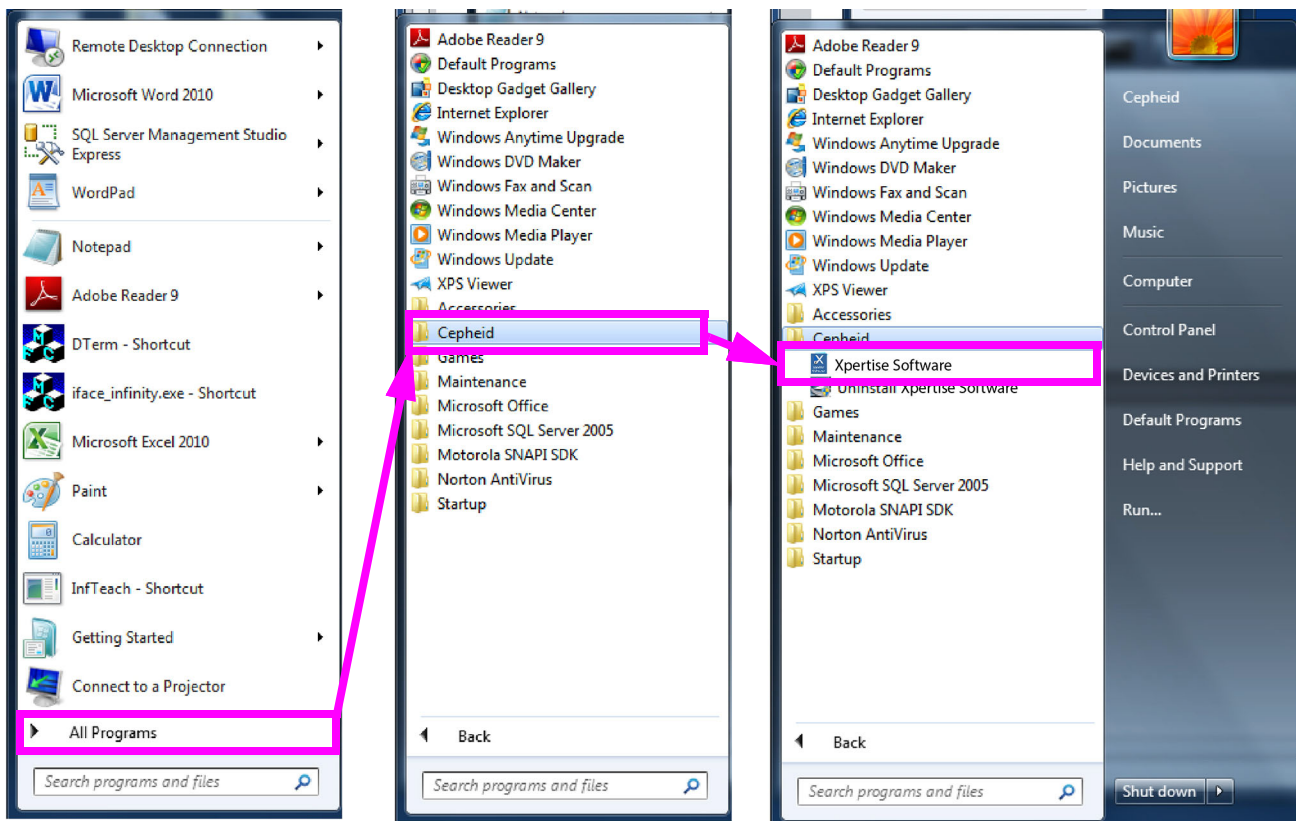 Remote Desktop Connection
Microsoft Word 2010
SQL Server Management Studio
Express
WordPad
Notepad
Adobe Reader 9
DTerm - Shortcut
iface_infinity.exe - Shortcut
Microsoft Excel 2010
Paint
Calculator
InfTeach - Shortcut
Getting Started
Connect to a Projector
All Programs
Search programs and files
Adobe Reader 9
Default Programs
Desktop Gadget Gallery
Internet Explorer
Windows Anytime Upgrade
Windows DVD Maker
Windows Fax and Scan
Windows Media Center
Windows Media Player
Windows Update
XPS Viewer
Accessories
Cepheid
Games
Maintenance
Microsoft Office
Microsoft SQL Server 2005
Motorola SNAPI SDK
Norton AntiVirus
Startup
Back
Search programs and files
Adobe Reader 9
Default Programs
Desktop Gadget Gallery
Internet Explorer
Windows Anytime Upgrade
Windows DVD Maker
Windows Fax and Scan
Windows Media Center
Windows Media Player
Windows Update
XPS Viewer
Accessories
Cepheid
Xpertise Software
Uninstall Xpertise Software
Games
Maintenance
Microsoft Office
Microsoft SQL Server 2005
Motorola SNAPI SDK
Norton AntiVirus
Startup
Back
Search programs and files
Cepheid
Documents
Pictures
Music
Computer
Control Panel
Devices and Printers
Default Programs
Help and Support
Run...
Shut down